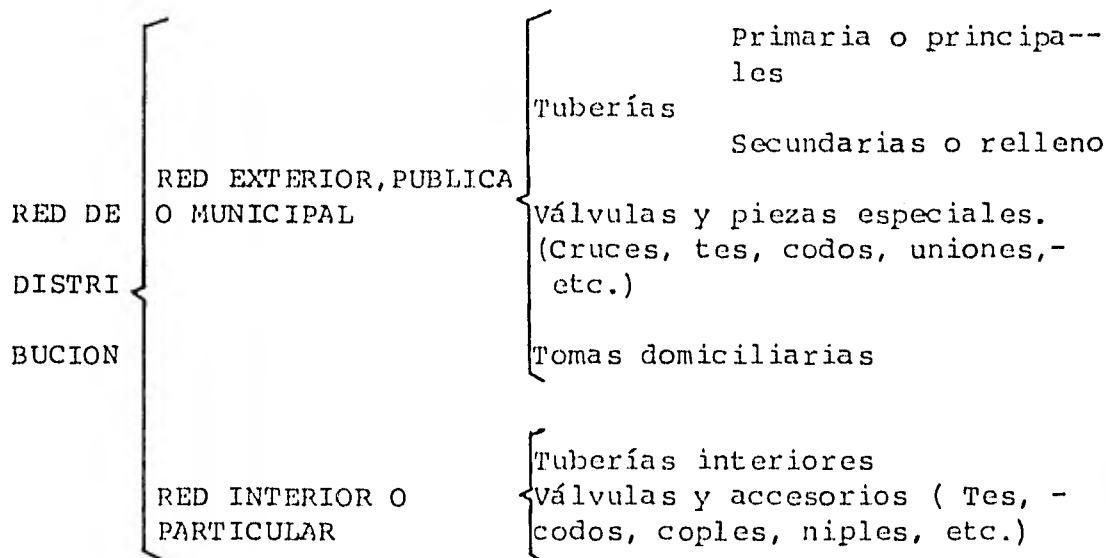 RED DE
DISTRI
BUCION
RED EXTERIOR, PUBLICA
O MUNICIPAL
Tuberías
Primaria o principa--
les
Secundarias o relleno
Válvulas y piezas especiales.
(Cruces, tes, codos, uniones,-
etc.)
Tomas domiciliarias
RED INTERIOR O
PARTICULAR
Tuberías interiores
Válvulas y accesorios ( Tes, -
codos, coples, niples, etc.)